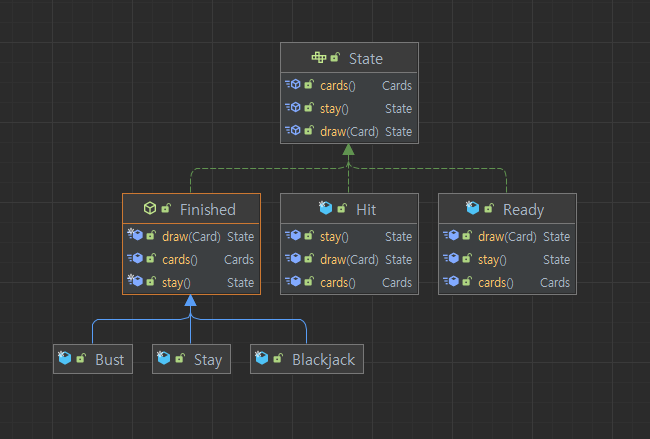 State
cards() Cards
stay() State
draw(Card) State
Finished
draw(Card) State
cards() Cards
stay() State
Hit
stay() State
draw(Card) State
cards() Cards
Ready
draw(Card) State
stay() State
cards() Cards
Bust
Stay
Blackjack